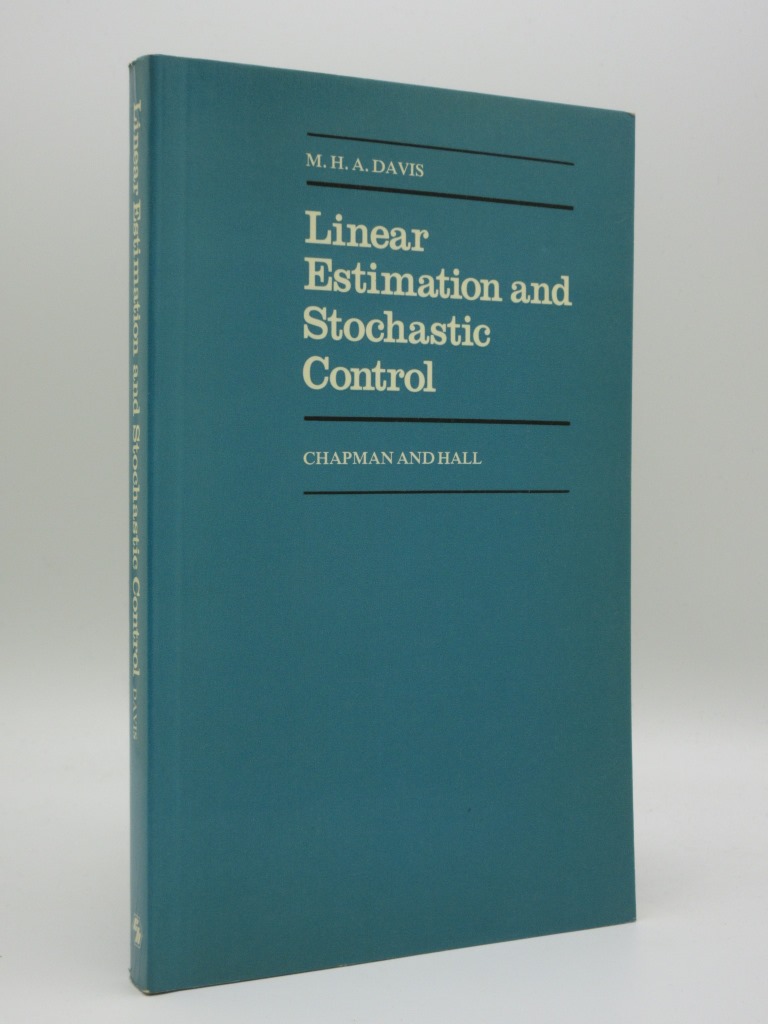 M. H. A. DAVIS
Linear
Estimation and
Stochastic
Control
CHAPMAN AND HALL
Linear Estimation and Stochastic Control DAVIS